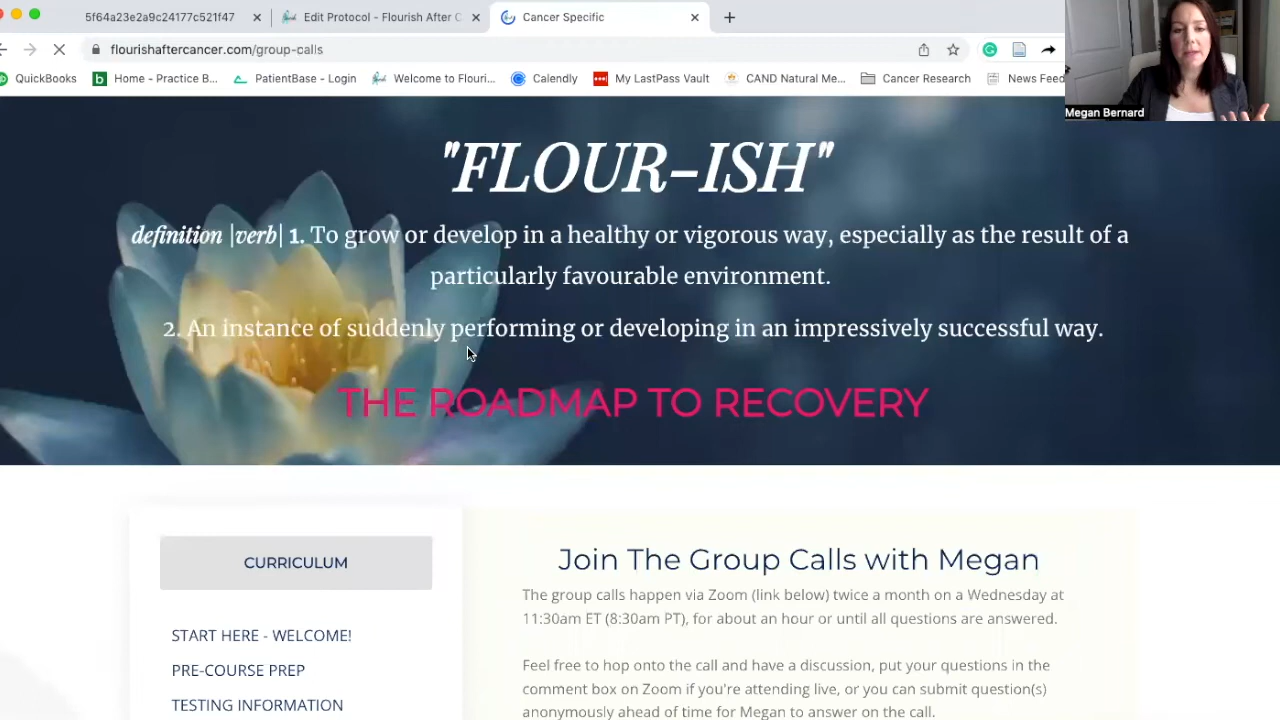 5f64a23e2a9c24177c521f47
Edit Protocol - Flourish After C
Cancer Specific
flourishaftercancer.com/group-calls
QuickBooks
Home - Practice B...
PatientBase - Login
Welcome to Flouri...
Calendly
My LastPass Vault
CAND Natural Me...
Cancer Research
News Feed
Megan Bernard
"FLOUR-ISH"
definition |verb| 1. To grow or develop in a healthy or vigorous way, especially as the result of a
particularly favourable environment.
2. An instance of suddenly performing or developing in an impressively successful way.
THE ROADMAP TO RECOVERY
CURRICULUM
START HERE - WELCOME!
PRE-COURSE PREP
TESTING INFORMATION
Join The Group Calls with Megan
The group calls happen via Zoom (link below) twice a month on a Wednesday at
11:30am ET (8:30am PT), for about an hour or until all questions are answered.
Feel free to hop onto the call and have a discussion, put your questions in the
comment box on Zoom if you're attending live, or you can submit question(s)
anonymously ahead of time for Megan to answer on the call.